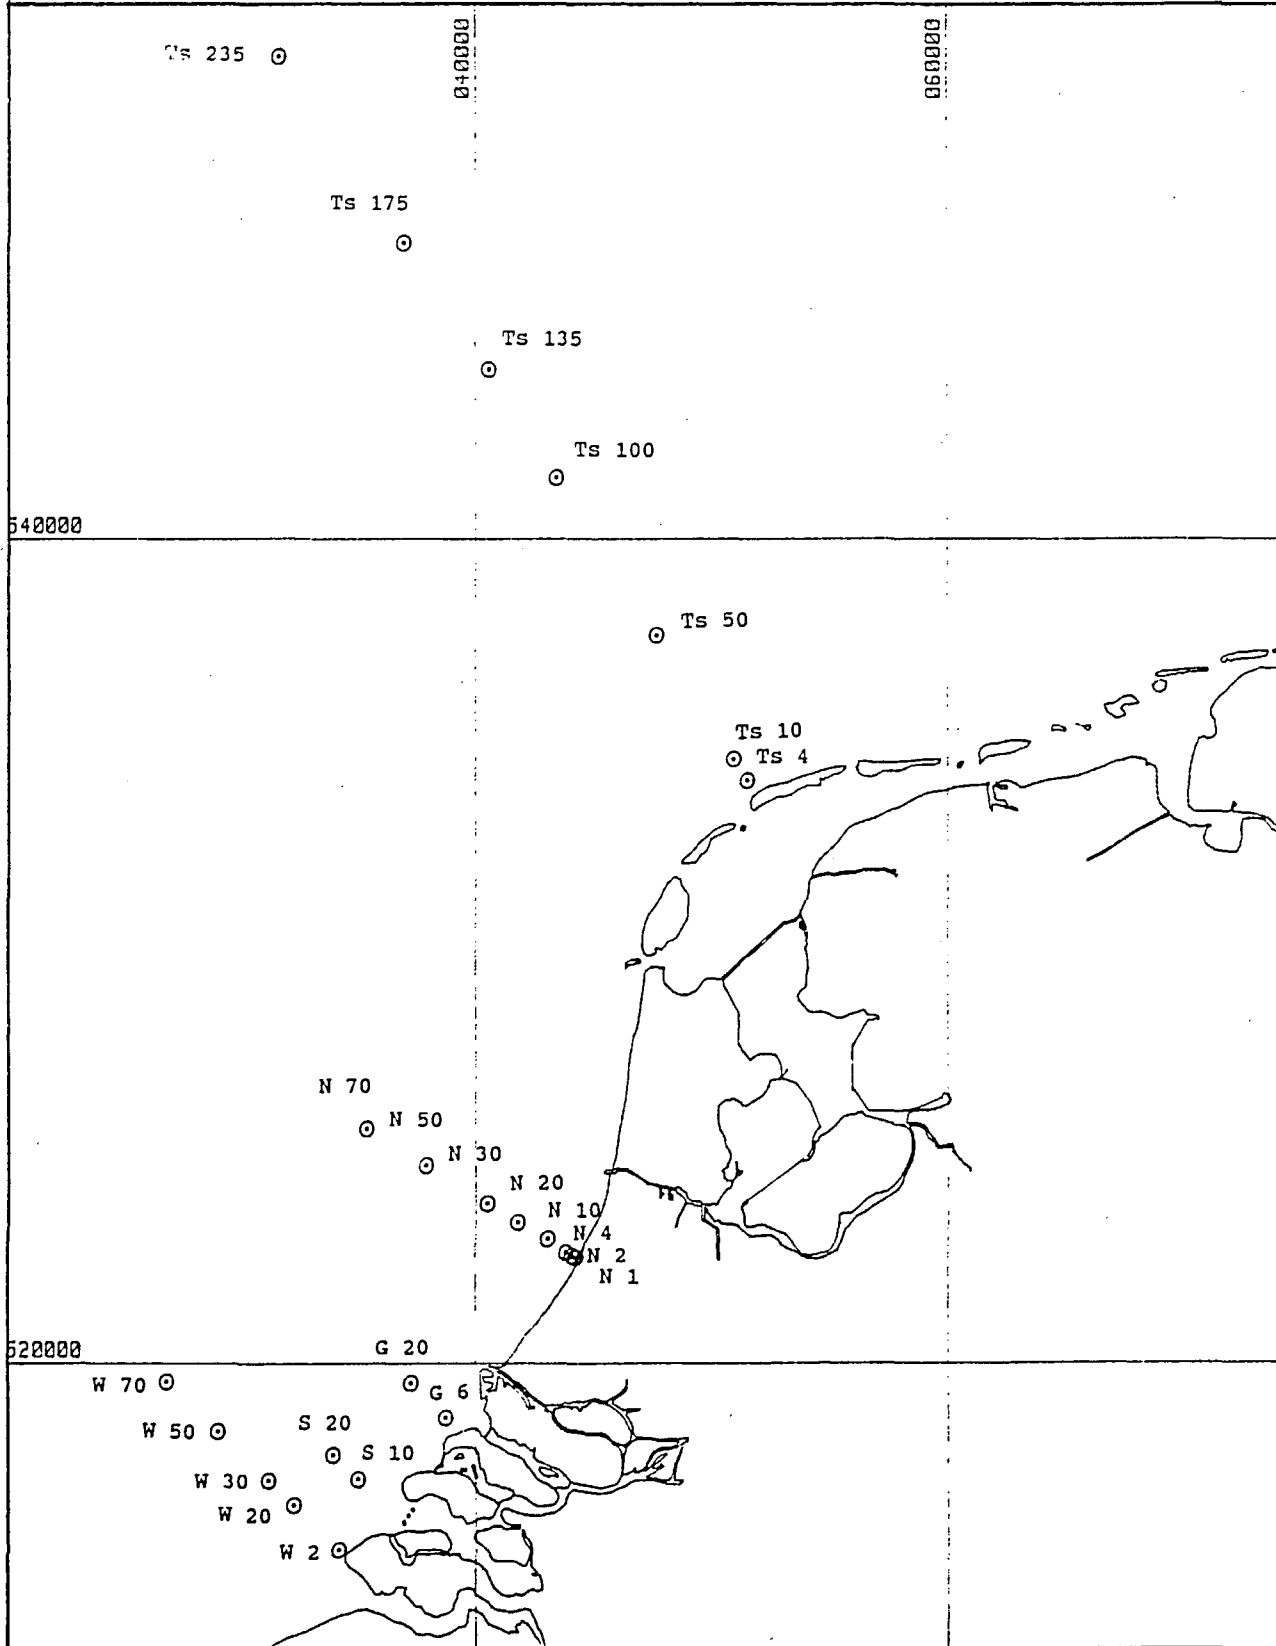 040000
060000
Ts 235
Ts 175
Ts 135
Ts 100
540000
Ts 50
Ts 10
Ts 4
N 70
N 50
N 30
N 20
N 10
N 4
N 2
N 1
520000
G 20
W 70
G 6
W 50
S 20
S 10
W 30
W 20
W 2